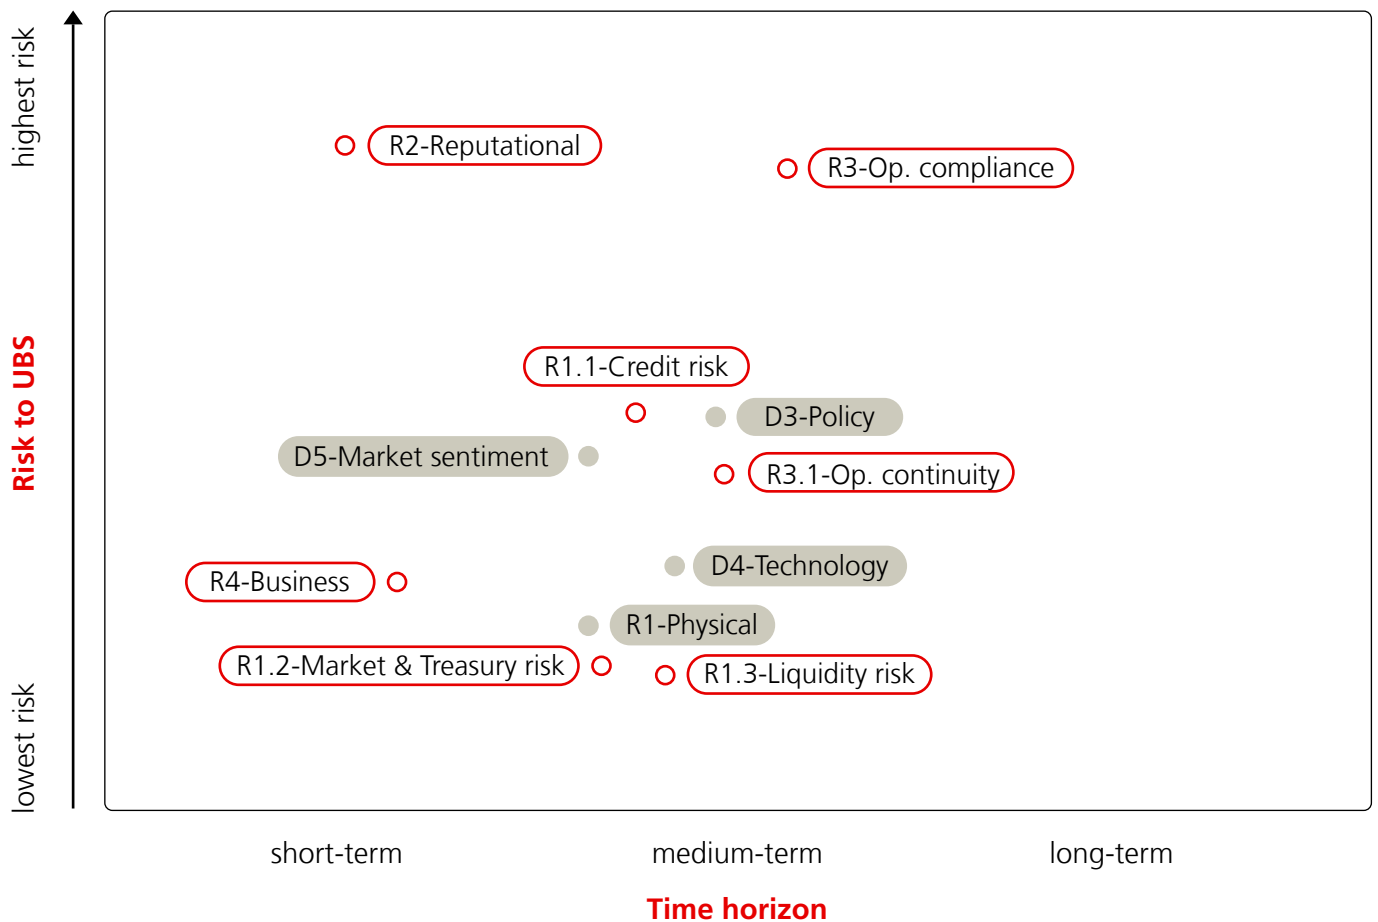 highest risk
Risk to UBS
lowest risk
R2-Reputational
R3-Op. compliance
R1.1-Credit risk
D3-Policy
D5-Market sentiment
R3.1-Op. continuity
D4-Technology
R4-Business
R1-Physical
R1.2-Market & Treasury risk
R1.3-Liquidity risk
short-term
medium-term
long-term
Time horizon